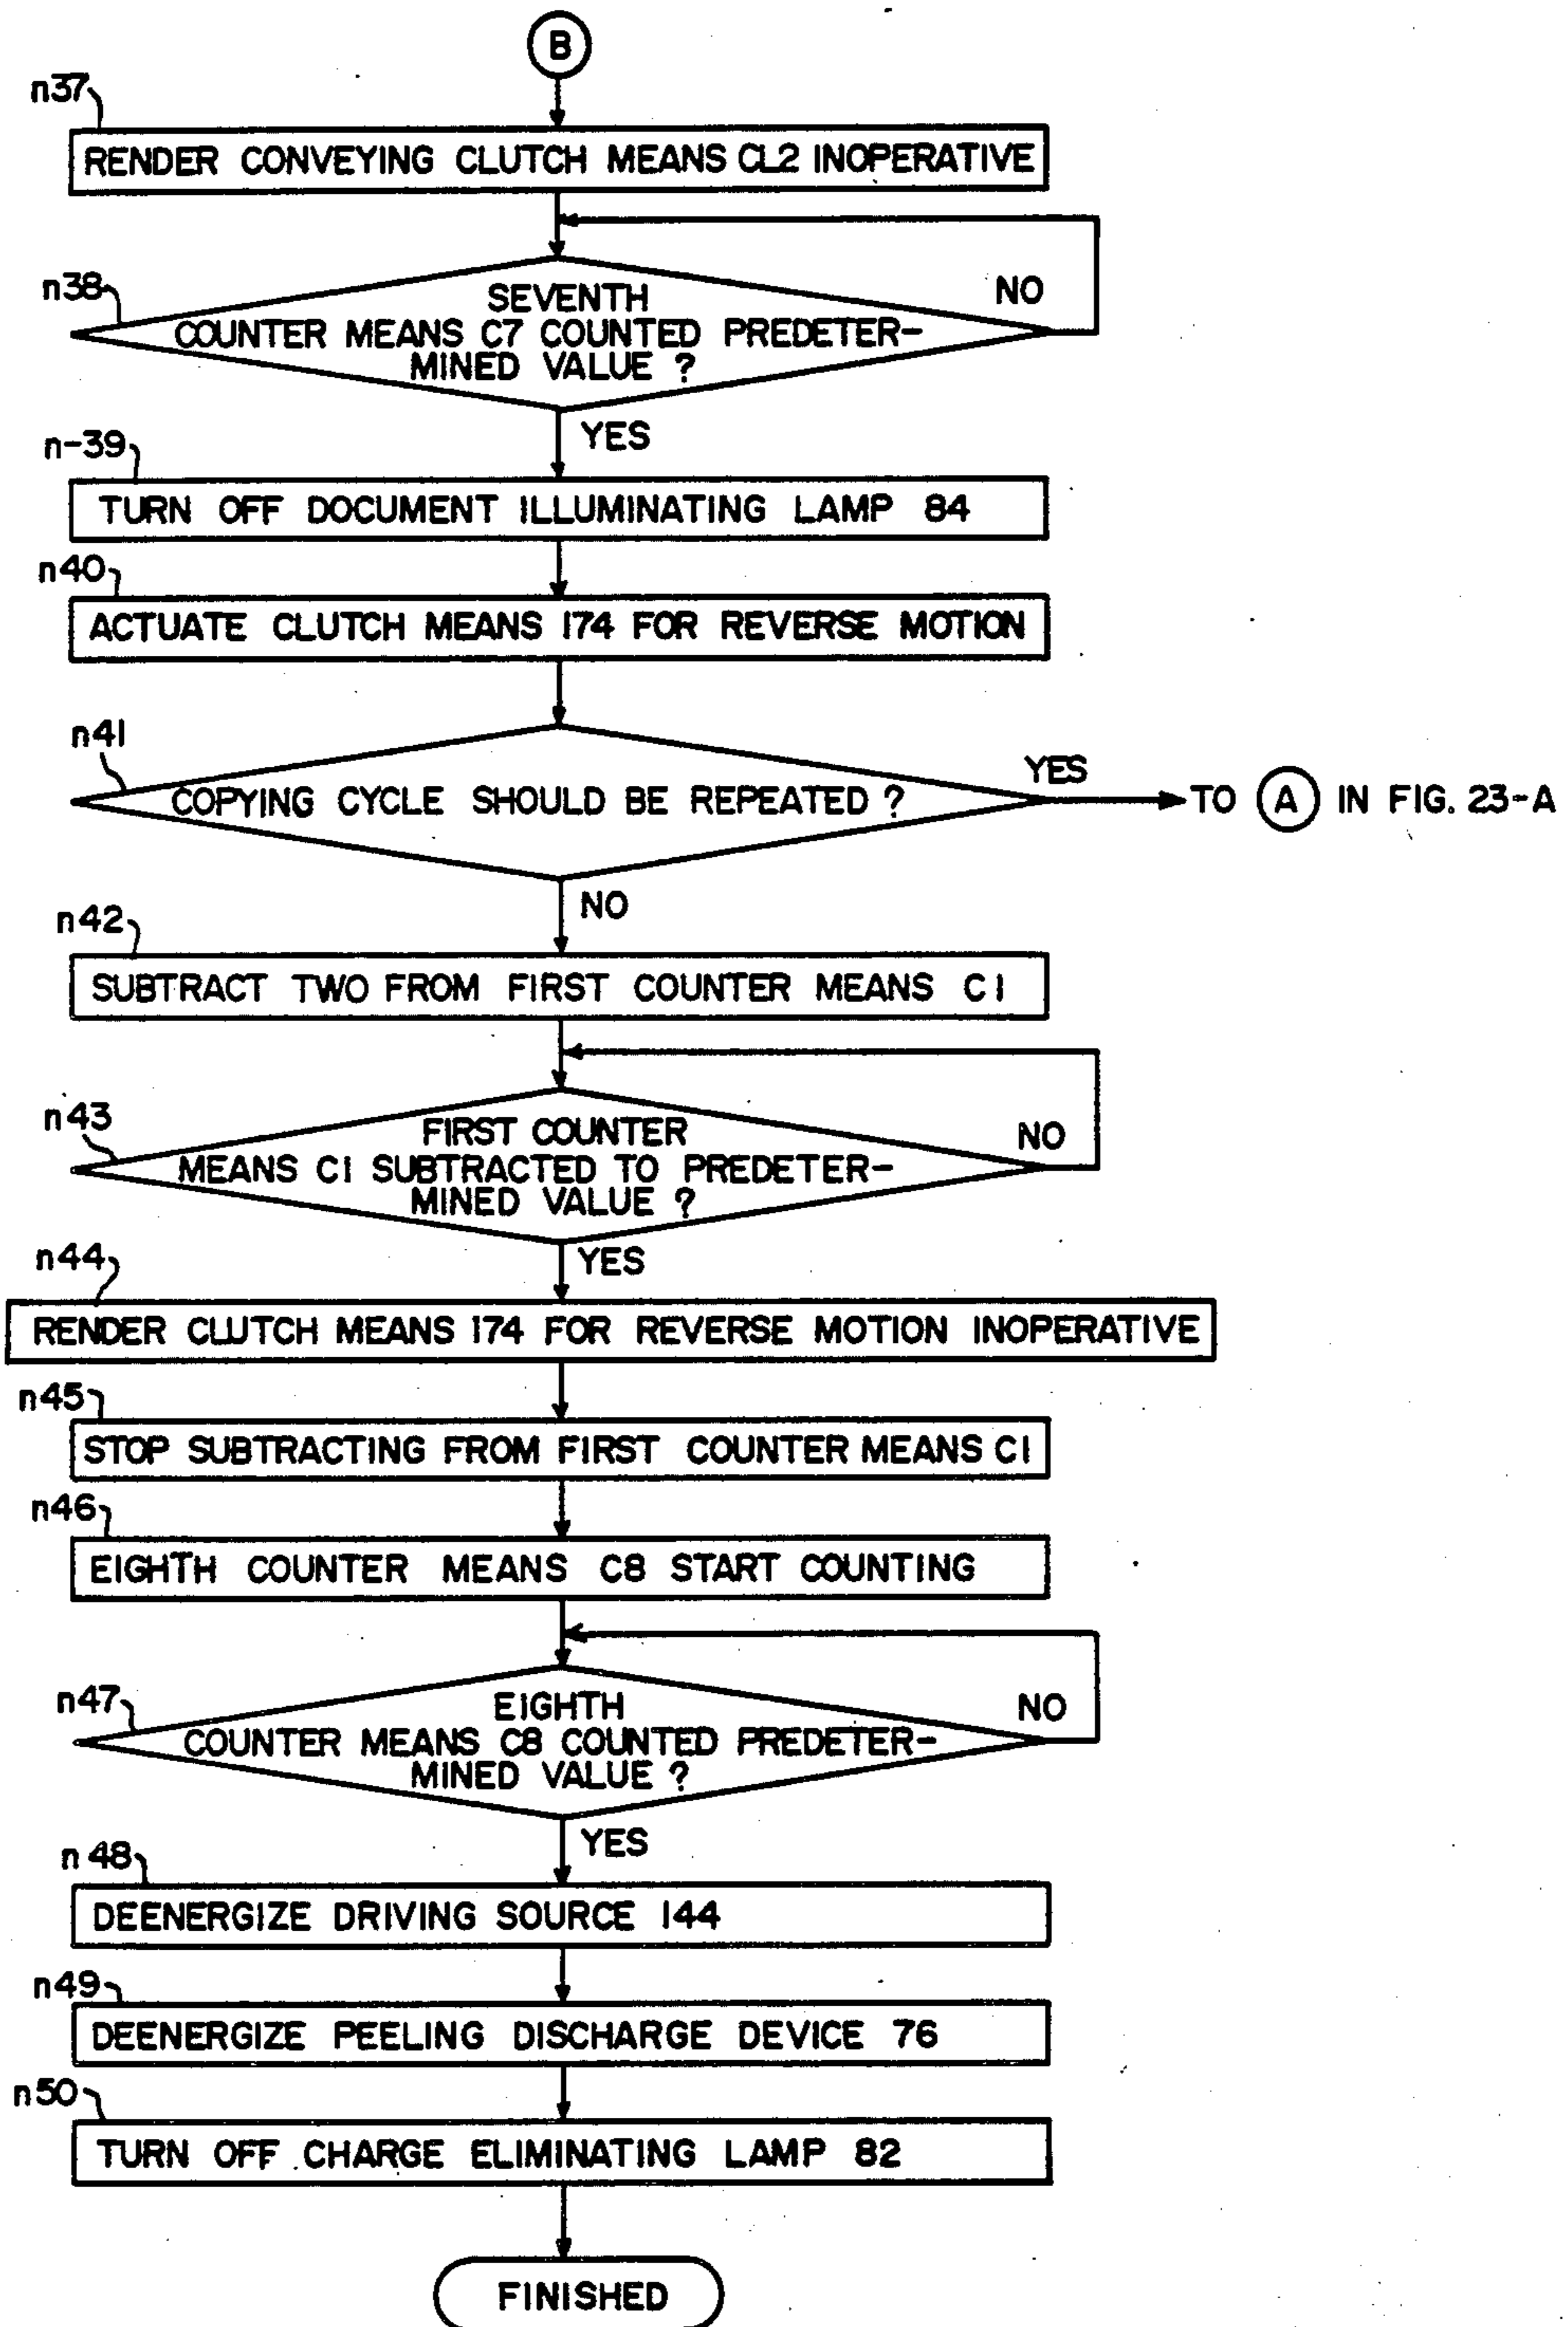 B
n37
RENDER CONVEYING CLUTCH MEANS CL2 INOPERATIVE
n38
SEVENTH
COUNTER MEANS C7 COUNTED PREDETER-
MINED VALUE ?
NO
YES
n-39
TURN OFF DOCUMENT ILLUMINATING LAMP 84
n40
ACTUATE CLUTCH MEANS 174 FOR REVERSE MOTION
n41
COPYING CYCLE SHOULD BE REPEATED ?
YES
TO A IN FIG. 23-A
NO
n42
SUBTRACT TWO FROM FIRST COUNTER MEANS C1
n43
FIRST COUNTER
MEANS C1 SUBTRACTED TO PREDETER-
MINED VALUE ?
NO
YES
n44
RENDER CLUTCH MEANS 174 FOR REVERSE MOTION INOPERATIVE
n45
STOP SUBTRACTING FROM FIRST COUNTER MEANS C1
n46
EIGHTH COUNTER MEANS C8 START COUNTING
n47
EIGHTH
COUNTER MEANS C8 COUNTED PREDETER-
MINED VALUE ?
NO
YES
n48
DEENERGIZE DRIVING SOURCE 144
n49
DEENERGIZE PEELING DISCHARGE DEVICE 76
n50
TURN OFF CHARGE ELIMINATING LAMP 82
FINISHED